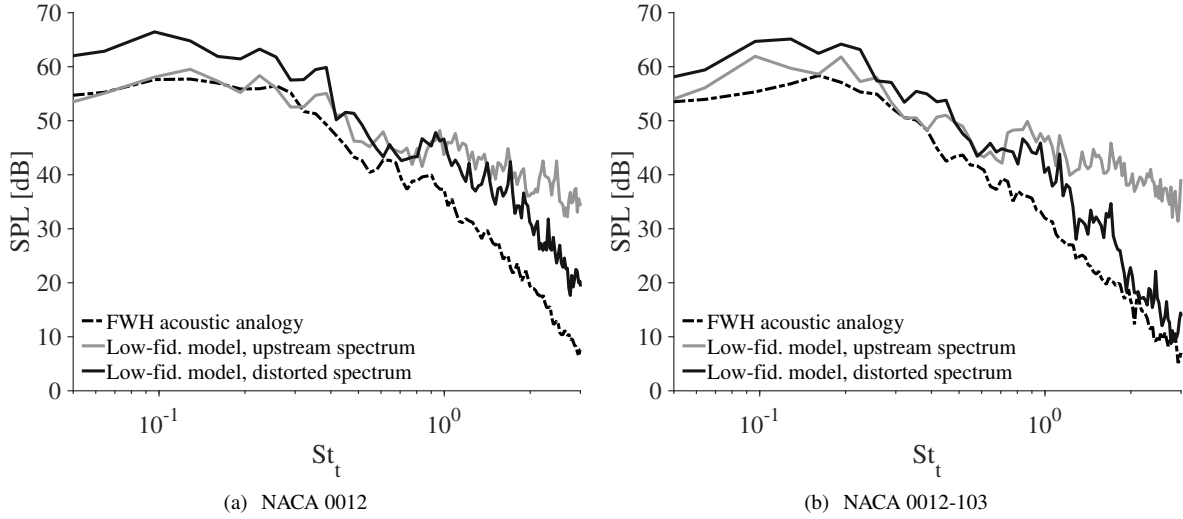 70
60
50
40
30
20
10
0
SPL [dB]
FWH acoustic analogy
Low-fid. model, upstream spectrum
Low-fid. model, distorted spectrum
10-1
100
Stt
(a) NACA 0012
70
60
50
40
30
20
10
0
SPL [dB]
FWH acoustic analogy
Low-fid. model, upstream spectrum
Low-fid. model, distorted spectrum
10-1
100
Stt
(b) NACA 0012-103